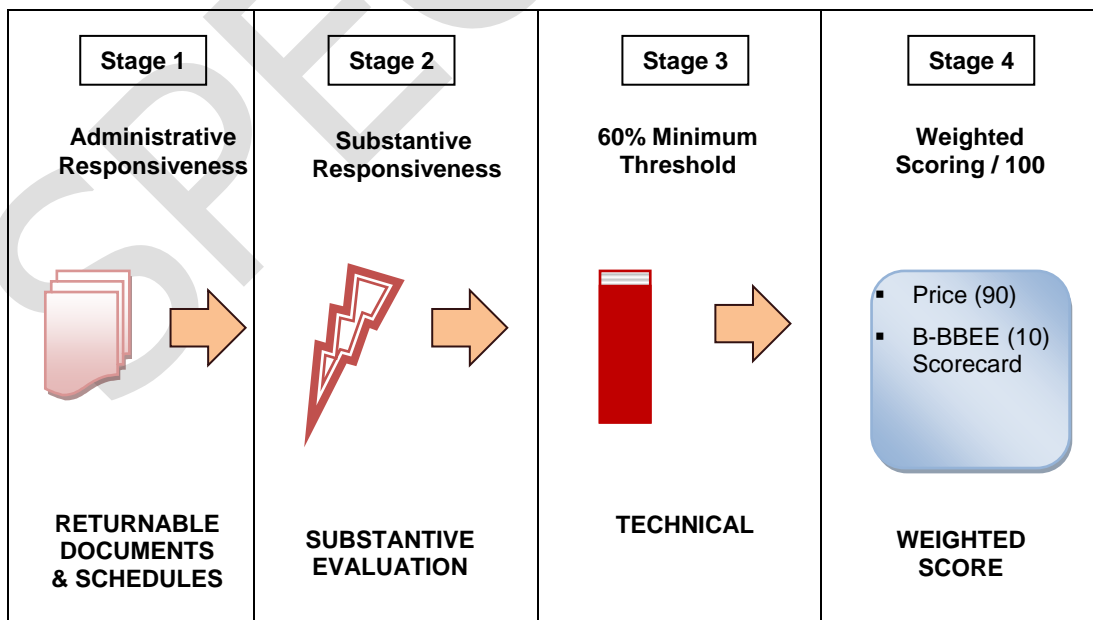 Stage 1
Administrative
Responsiveness
RETURNABLE
DOCUMENTS
& SCHEDULES
Stage 2
Substantive
Responsiveness
SUBSTANTIVE
EVALUATION
Stage 3
60% Minimum
Threshold
TECHNICAL
Stage 4
Weighted
Scoring / 100
▪ Price (90)
▪ B-BBEE (10)
Scorecard
WEIGHTED
SCORE